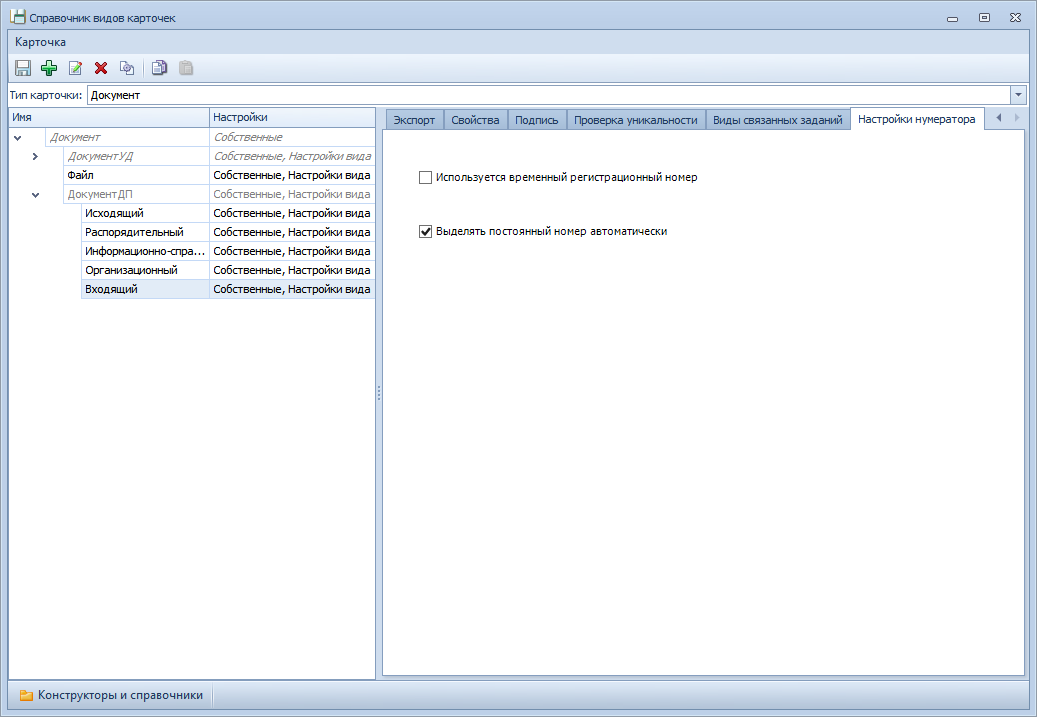 Справочник видов карточек
Карточка
Тип карточки: Документ
Имя Настройки
Документ Собственные
ДокументУД Собственные, Настройки вида
Файл Собственные, Настройки вида
ДокументДП Собственные, Настройки вида
Исходящий Собственные, Настройки вида
Распорядительный Собственные, Настройки вида
Информационно-спра... Собственные, Настройки вида
Организационный Собственные, Настройки вида
Входящий Собственные, Настройки вида
Экспорт Свойства Подпись Проверка уникальности Виды связанных заданий Настройки нумератора
Используется временный регистрационный номер
Выделять постоянный номер автоматически
Конструкторы и справочники